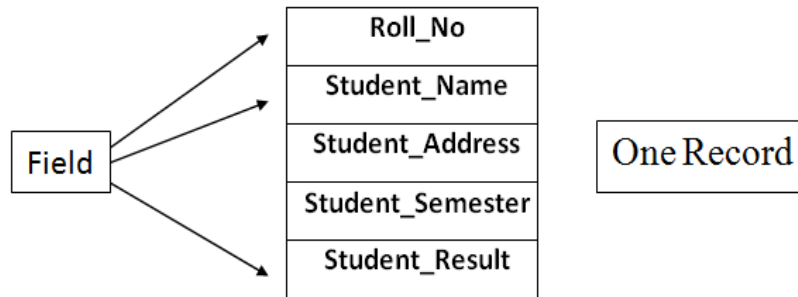 Roll_No
Student_Name
Student_Address
Student_Semester
Student_Result
Field
One Record